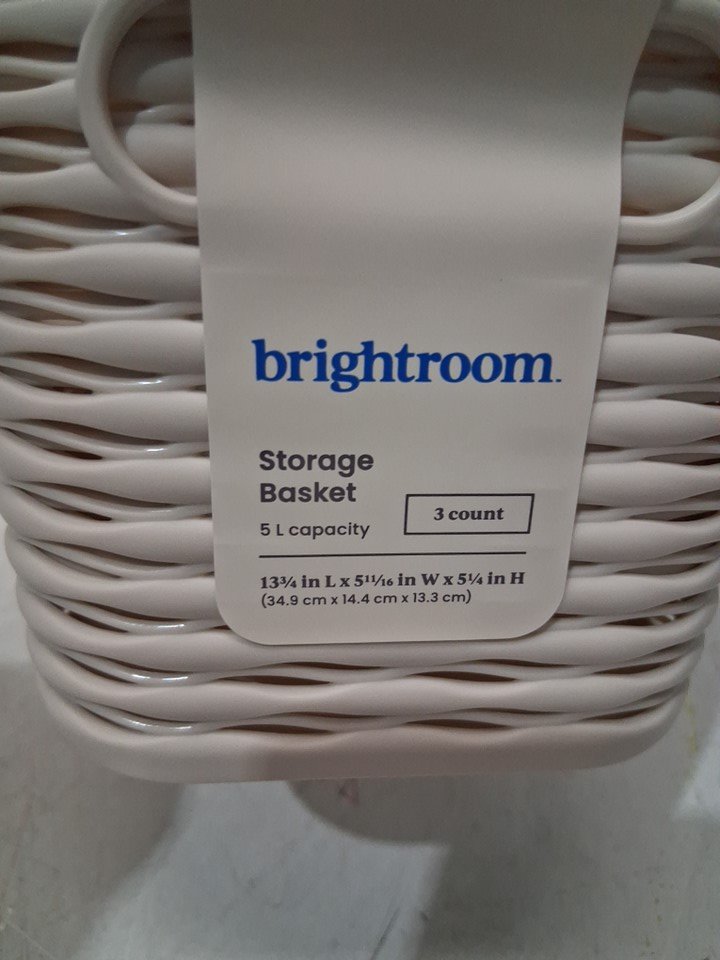 brightroom.
Storage
Basket
5 L capacity
3 count
13¾ in L x 5¹¹⁄₁₆ in W x 5¼ in H
(34.9 cm x 14.4 cm x 13.3 cm)